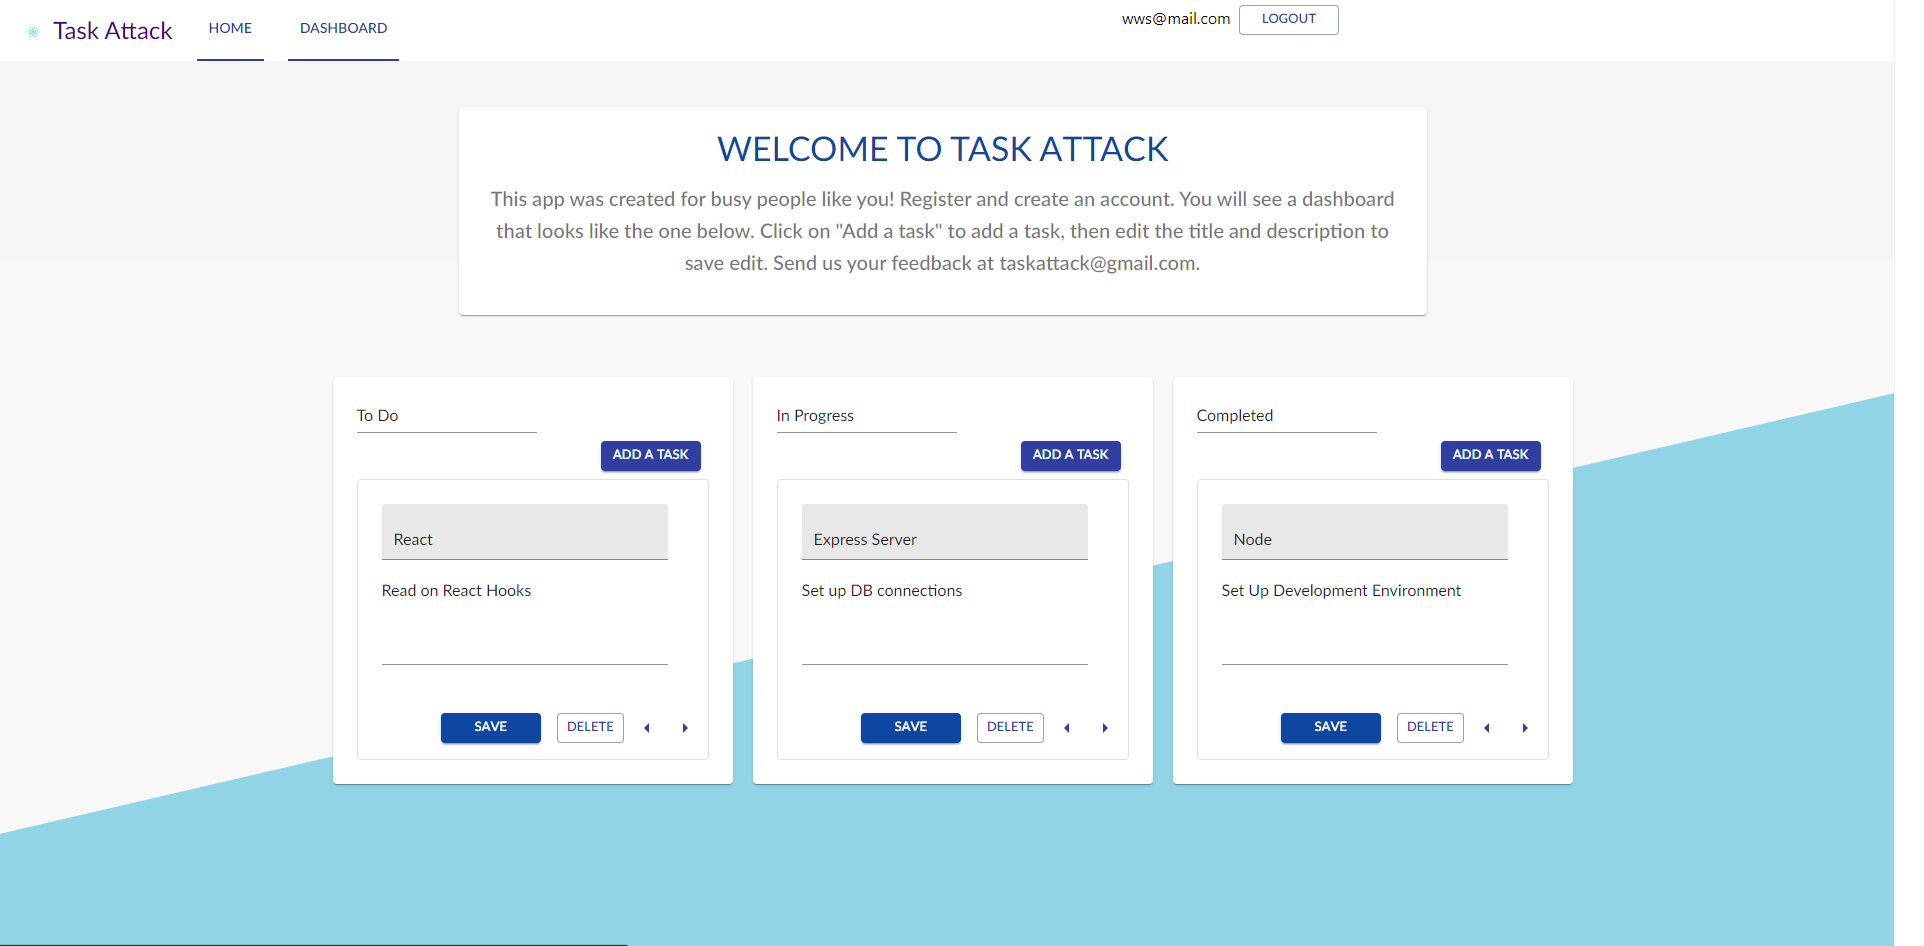 Task Attack
HOME
DASHBOARD
wws@mail.com
LOGOUT
WELCOME TO TASK ATTACK
This app was created for busy people like you! Register and create an account. You will see a dashboard
that looks like the one below. Click on "Add a task" to add a task, then edit the title and description to
save edit. Send us your feedback at taskattack@gmail.com.
To Do
ADD A TASK
React
Read on React Hooks
SAVE
DELETE
In Progress
ADD A TASK
Express Server
Set up DB connections
SAVE
DELETE
Completed
ADD A TASK
Node
Set Up Development Environment
SAVE
DELETE